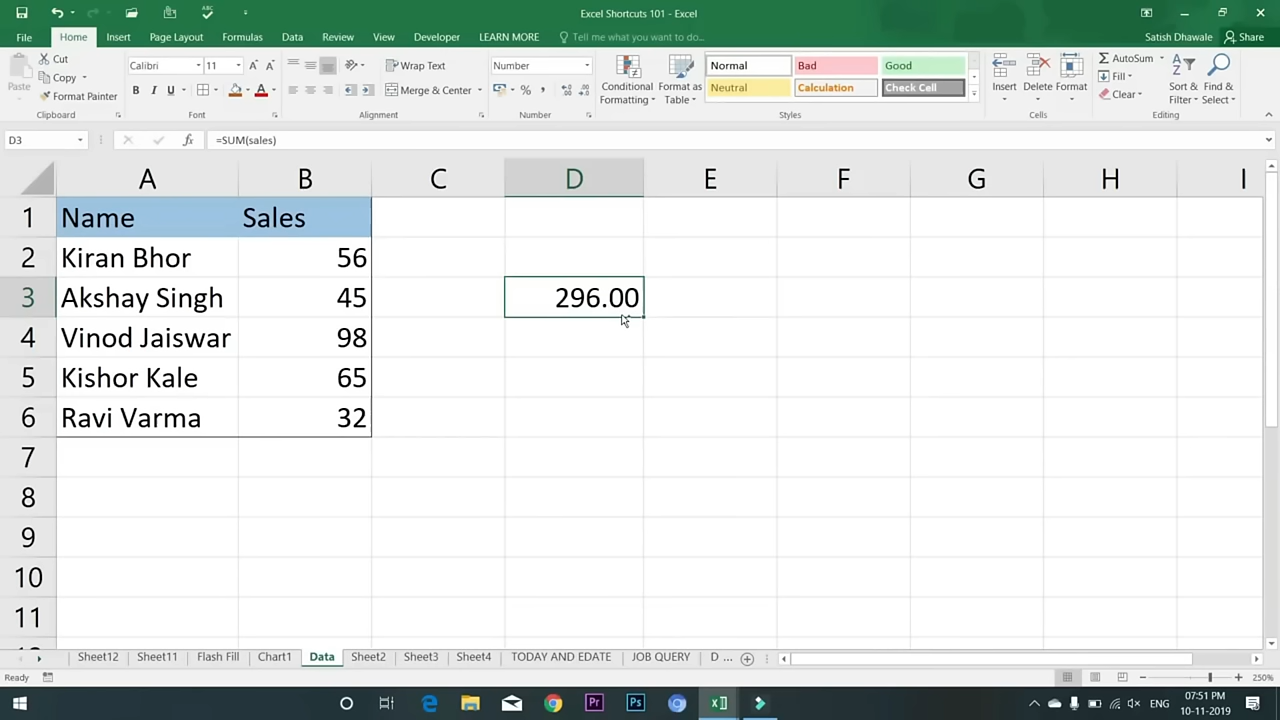 Excel Shortcuts 101 - Excel
File Home Insert Page Layout Formulas Data Review View Developer LEARN MORE Tell me what you want to do... Satish Dhawale Share
Paste
Cut
Copy
Format Painter
Clipboard
Calibri 11
B I U
Font
Wrap Text
Merge & Center
Alignment
Number
%
Number
Conditional Formatting
Format as Table
Normal Bad Good
Neutral Calculation Check Cell
Styles
Insert Delete Format
Cells
AutoSum
Fill
Clear
Sort & Filter
Find & Select
Editing
D3 fx =SUM(sales)
A B C D E F G H I
1 Name Sales
2 Kiran Bhor 56
3 Akshay Singh 45 296.00
4 Vinod Jaiswar 98
5 Kishor Kale 65
6 Ravi Varma 32
7
8
9
10
11
Sheet12 Sheet11 Flash Fill Chart1 Data Sheet2 Sheet3 Sheet4 TODAY AND EDATE JOB QUERY D ...
Ready 250%
Pr Ps ENG 07:51 PM
10-11-2019